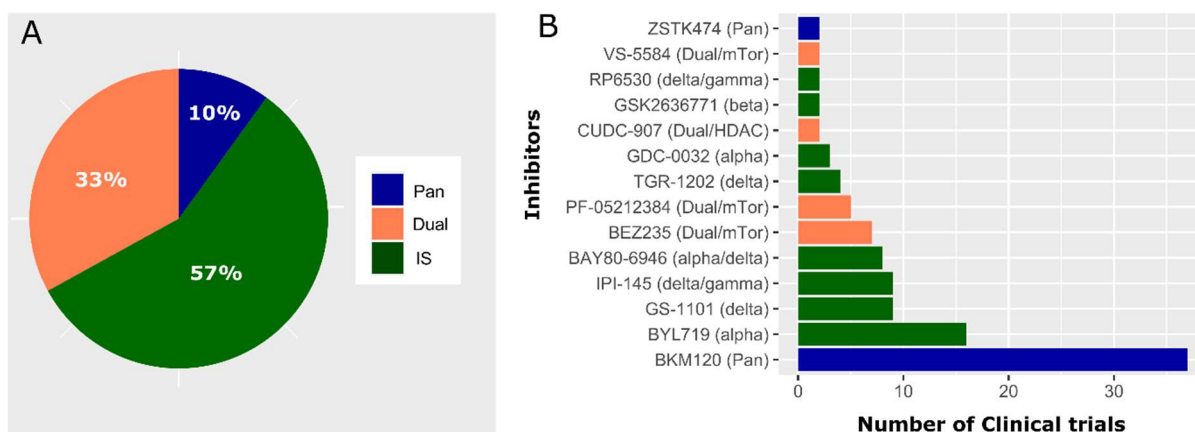 A
10%
33%
57%
Pan
Dual
IS
B
Inhibitors
ZSTK474 (Pan)
VS-5584 (Dual/mTor)
RP6530 (delta/gamma)
GSK2636771 (beta)
CUDC-907 (Dual/HDAC)
GDC-0032 (alpha)
TGR-1202 (delta)
PF-05212384 (Dual/mTor)
BEZ235 (Dual/mTor)
BAY80-6946 (alpha/delta)
IPI-145 (delta/gamma)
GS-1101 (delta)
BYL719 (alpha)
BKM120 (Pan)
0 10 20 30
Number of Clinical trials